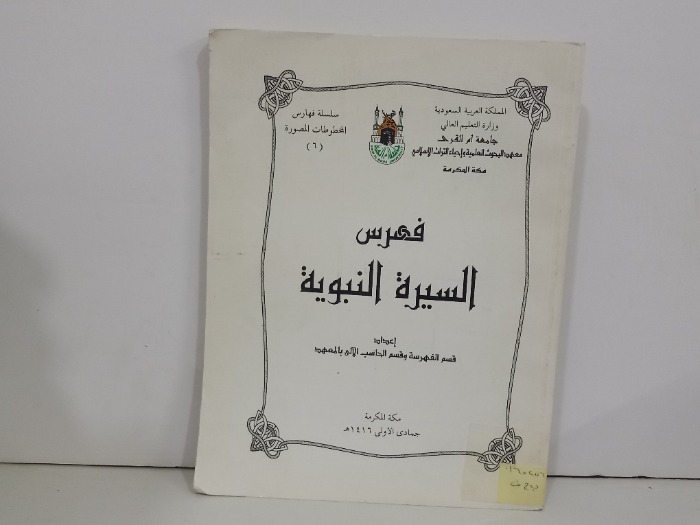 المملكة العربية السعودية
وزارة التعليم العالي
جامعة أم القرى
معهد البحوث العلمية وإحياء التراث الإسلامي
مكة المكرمة
سلسلة فهارس
المخطوطات المصورة
(٦)
فهرس
السيرة النبوية
إعداد
قسم الفهرسة وقسم الحاسب الآلي بالمعهد
مكة المكرمة
جمادى الأولى ١٤١٦هـ